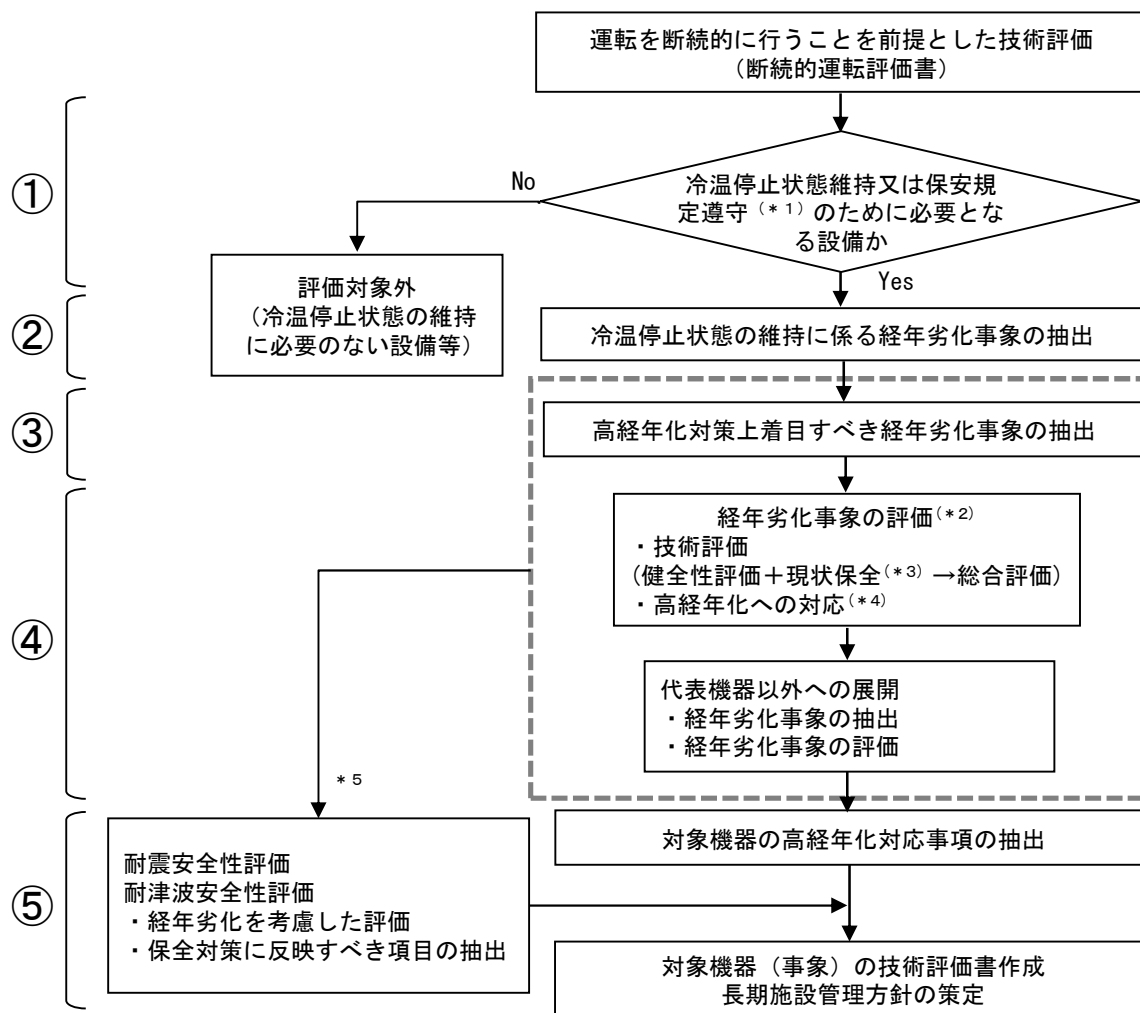 運転を断続的に行うことを前提とした技術評価
（断続的運転評価書）
①
No
冷温停止状態維持又は保安規
定遵守(*1)のために必要とな
る設備か
Yes
評価対象外
（冷温停止状態の維持
に必要のない設備等）
②
冷温停止状態の維持に係る経年劣化事象の抽出
③
高経年化対策上着目すべき経年劣化事象の抽出
④
経年劣化事象の評価(*2)
・技術評価
（健全性評価＋現状保全(*3)→総合評価）
・高経年化への対応(*4)
代表機器以外への展開
・経年劣化事象の抽出
・経年劣化事象の評価
*5
⑤
対象機器の高経年化対応事項の抽出
耐震安全性評価
耐津波安全性評価
・経年劣化を考慮した評価
・保全対策に反映すべき項目の抽出
対象機器（事象）の技術評価書作成
長期施設管理方針の策定